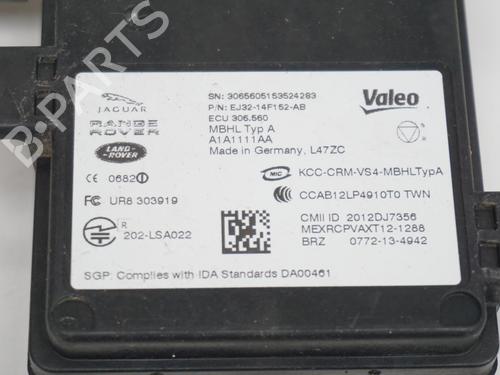 B-PARTS
JAGUAR
SN: 3065605153524283
Valeo
P/N: EJ32-14F152-AB
RANGE ROVER
ECU 306.560
MBHL Typ A
A1A1111AA
LAND-ROVER
Made in Germany, L47ZC
CE 0682
MIC KCC-CRM-VS4-MBHLTypA
FC UR8 303919
CCAB12LP4910T0 TWN
R 202-LSA022
CMII ID 2012DJ7356
MEXRCPVAXT12-1288
BRZ 0772-13-4942
SGP: Complies with IDA Standards DA00461